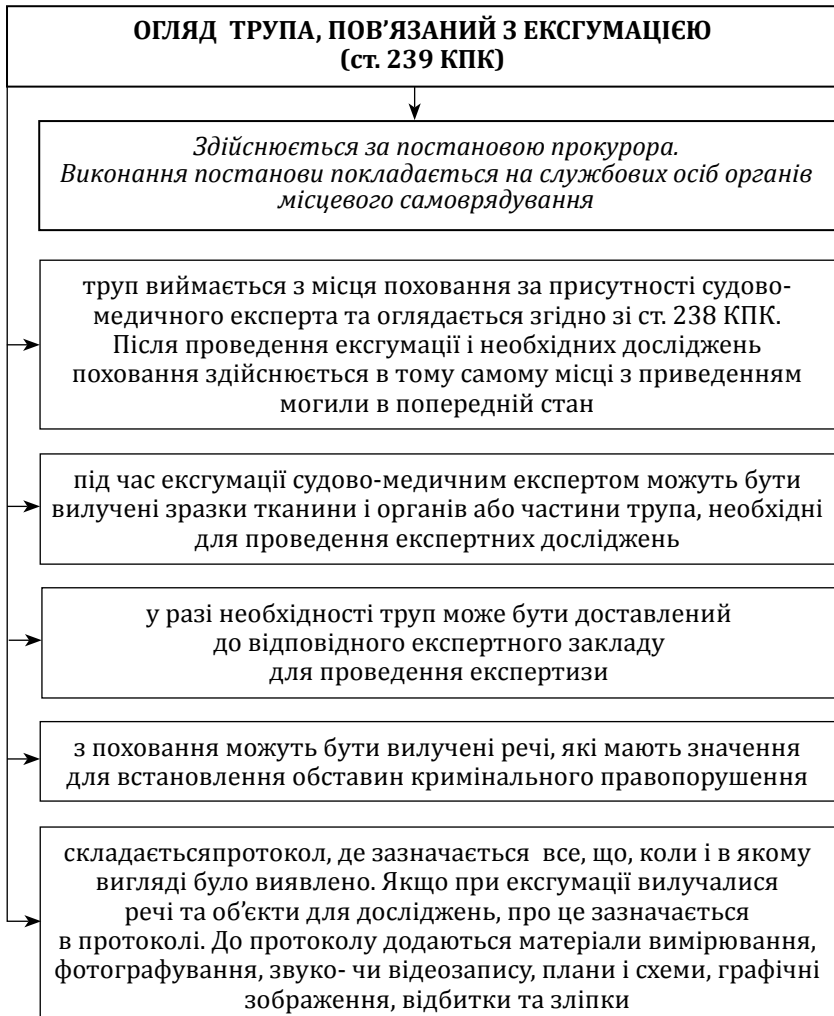 ОГЛЯД ТРУПА, ПОВ’ЯЗАНИЙ З ЕКСГУМАЦІЄЮ
(ст. 239 КПК)
Здійснюється за постановою прокурора.
Виконання постанови покладається на службових осіб органів
місцевого самоврядування
труп виймається з місця поховання за присутності судово-
медичного експерта та оглядається згідно зі ст. 238 КПК.
Після проведення ексгумації і необхідних досліджень
поховання здійснюється в тому самому місці з приведенням
могили в попередній стан
під час ексгумації судово-медичним експертом можуть бути
вилучені зразки тканини і органів або частини трупа, необхідні
для проведення експертних досліджень
у разі необхідності труп може бути доставлений
до відповідного експертного закладу
для проведення експертизи
з поховання можуть бути вилучені речі, які мають значення
для встановлення обставин кримінального правопорушення
складаєтьсяпротокол, де зазначається все, що, коли і в якому
вигляді було виявлено. Якщо при ексгумації вилучалися
речі та об’єкти для досліджень, про це зазначається
в протоколі. До протоколу додаються матеріали вимірювання,
фотографування, звуко- чи відеозапису, плани і схеми, графічні
зображення, відбитки та зліпки